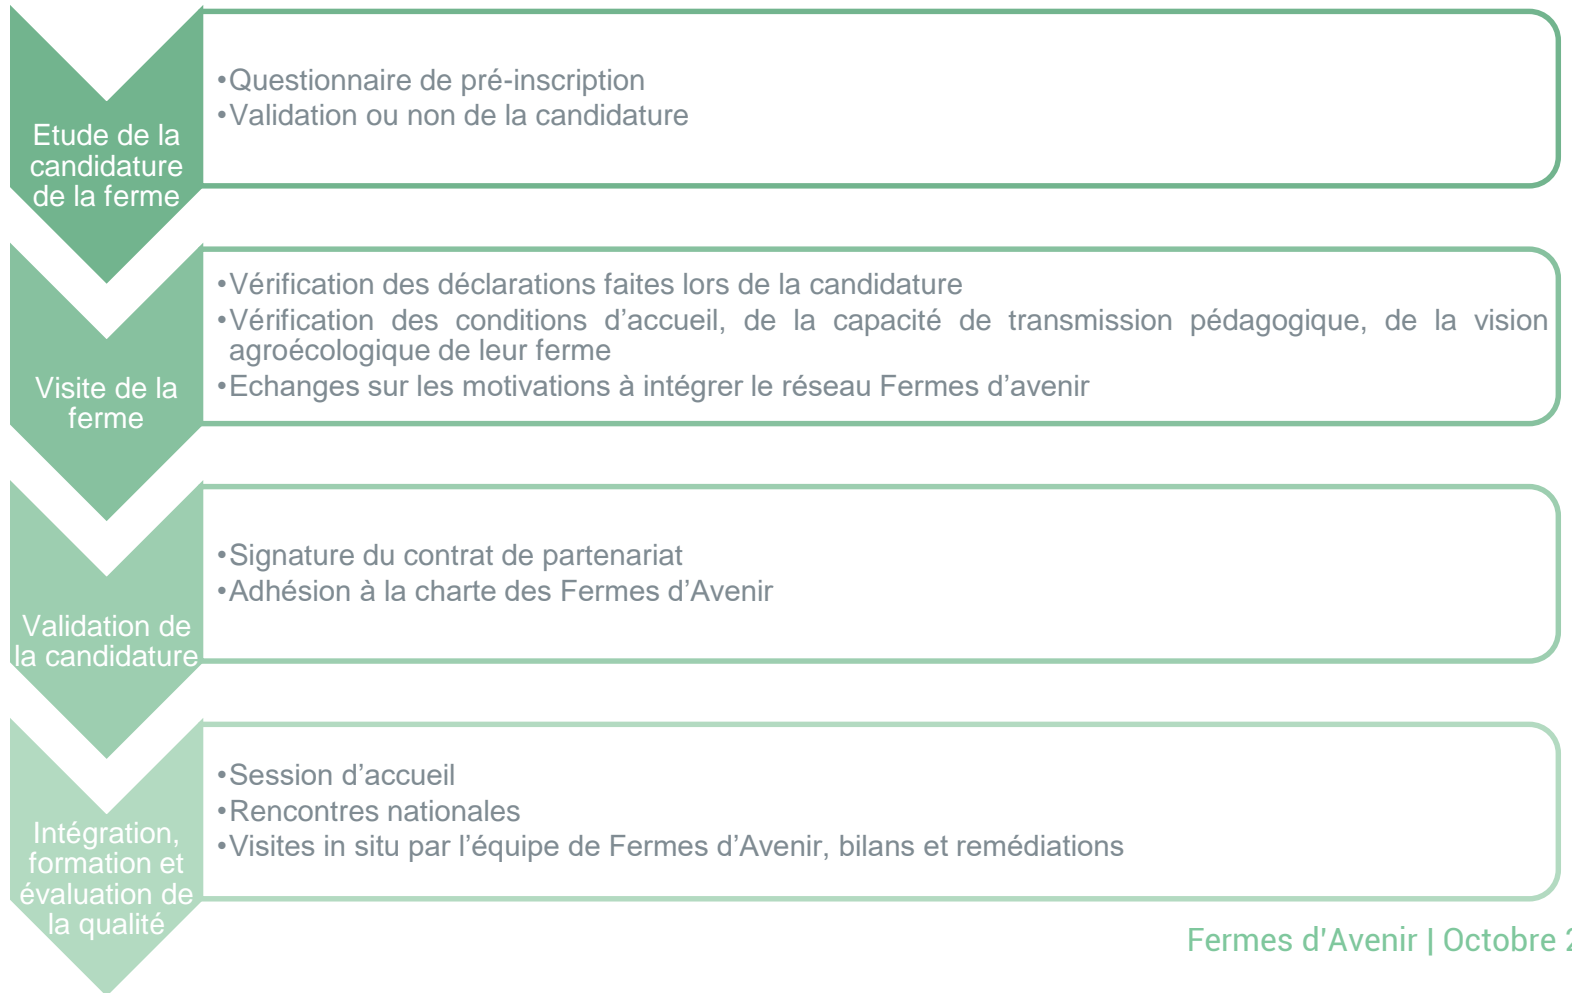 Etude de la
candidature
de la ferme
•Questionnaire de pré-inscription
•Validation ou non de la candidature
Visite de la
ferme
•Vérification des déclarations faites lors de la candidature
•Vérification des conditions d’accueil, de la capacité de transmission pédagogique, de la vision
agroécologique de leur ferme
•Echanges sur les motivations à intégrer le réseau Fermes d’avenir
Validation de
la candidature
•Signature du contrat de partenariat
•Adhésion à la charte des Fermes d’Avenir
Intégration,
formation et
évaluation de
la qualité
•Session d’accueil
•Rencontres nationales
•Visites in situ par l’équipe de Fermes d’Avenir, bilans et remédiations
Fermes d'Avenir | Octobre